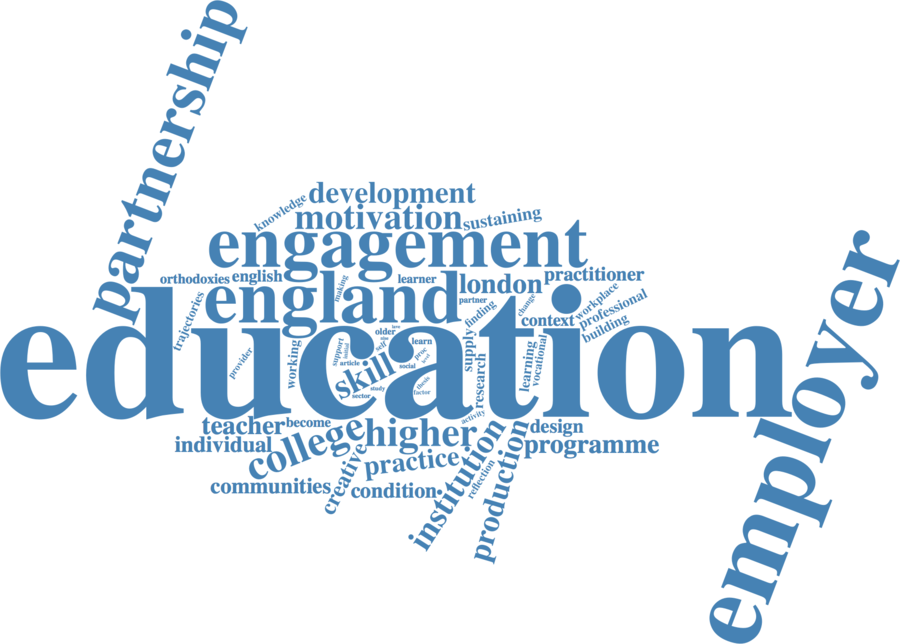 partnership
development
knowledge
motivation
sustaining
engagement
orthodoxies
english
making
learner
london
practitioner
england
partner
change
workplace
trajectories
finding
context
professional
building
education
employer
older
support
learn
self
provider
working
article
skill
social
supply
research
learning
vocational
study
sector
thesis
factor
activity
teacher
become
college
higher
design
individual
programme
practice
institution
production
reflection
creative
communities
condition